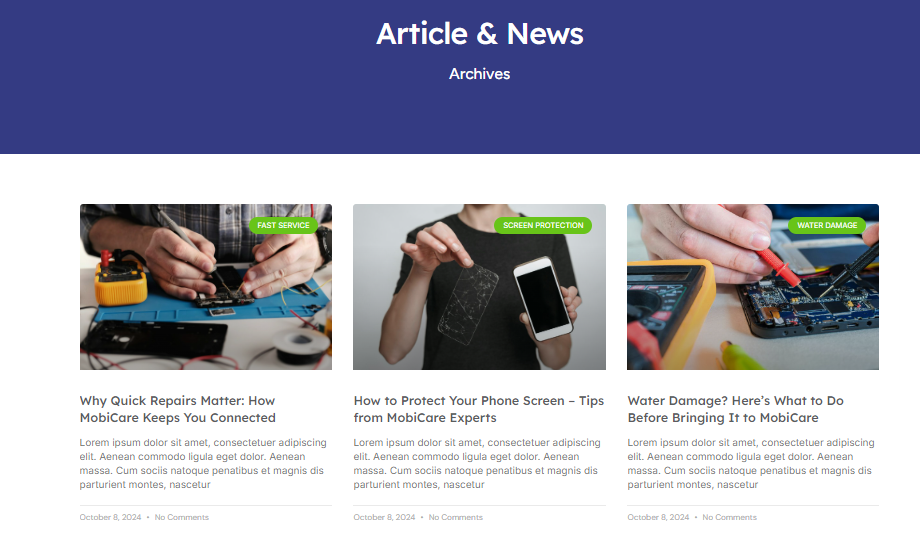 Article & News
Archives
FAST SERVICE
SCREEN PROTECTION
WATER DAMAGE
Why Quick Repairs Matter: How
MobiCare Keeps You Connected
Lorem ipsum dolor sit amet, consectetuer adipiscing
elit. Aenean commodo ligula eget dolor. Aenean
massa. Cum sociis natoque penatibus et magnis dis
parturient montes, nascetur
October 8, 2024 • No Comments
How to Protect Your Phone Screen – Tips
from MobiCare Experts
Lorem ipsum dolor sit amet, consectetuer adipiscing
elit. Aenean commodo ligula eget dolor. Aenean
massa. Cum sociis natoque penatibus et magnis dis
parturient montes, nascetur
October 8, 2024 • No Comments
Water Damage? Here’s What to Do
Before Bringing It to MobiCare
Lorem ipsum dolor sit amet, consectetuer adipiscing
elit. Aenean commodo ligula eget dolor. Aenean
massa. Cum sociis natoque penatibus et magnis dis
parturient montes, nascetur
October 8, 2024 • No Comments